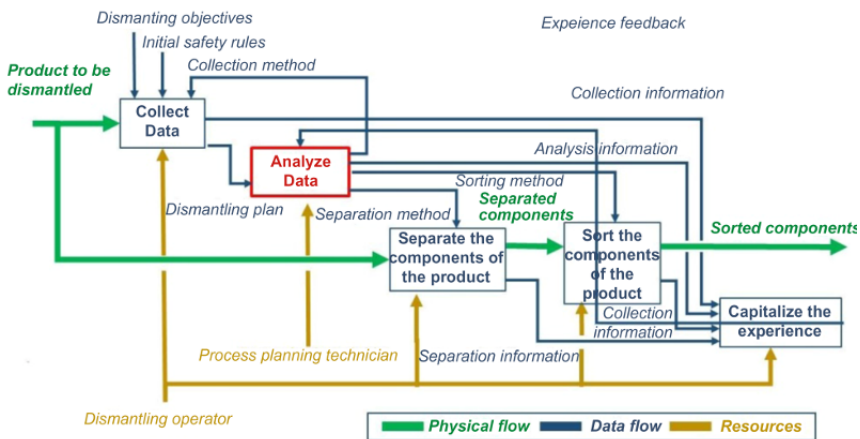 Dismanting objectives
Expeience feedback
Initial safety rules
Collection method
Product to be
dismantled
Collection information
Collect
Data
Analysis information
Analyze
Data
Sorting method
Dismantling plan
Separation method
Separated
components
Sorted components
Separate the
components of
the product
Sort the
components
of the
product
Collection
information
Capitalize the
experience
Process planning technician
Separation information
Dismantling operator
Physical flow
Data flow
Resources